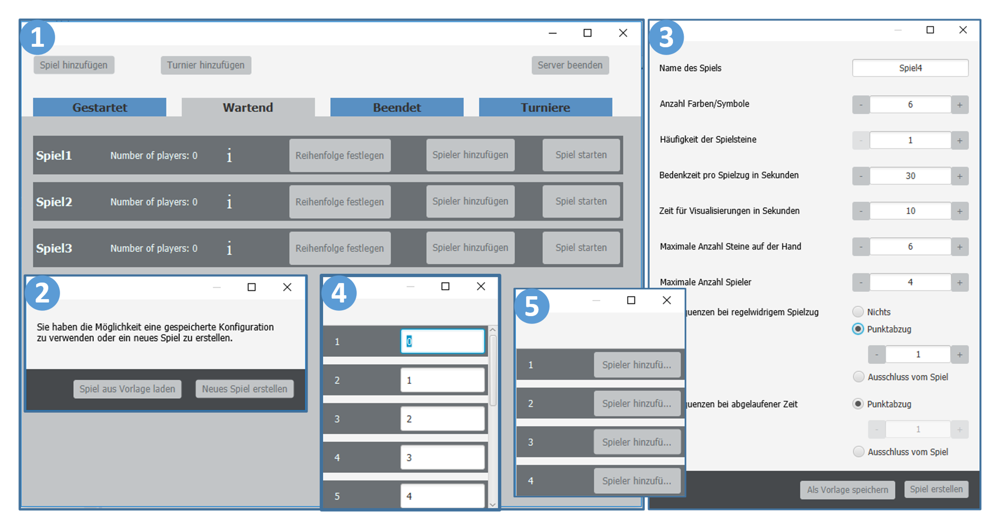 1
Spiel hinzufügen
Turnier hinzufügen
Server beenden
Gestartet
Wartend
Beendet
Turniere
Spiel1 Number of players: 0 i Reihenfolge festlegen Spieler hinzufügen Spiel starten
Spiel2 Number of players: 0 i Reihenfolge festlegen Spieler hinzufügen Spiel starten
Spiel3 Number of players: 0 i Reihenfolge festlegen Spieler hinzufügen Spiel starten
2
Sie haben die Möglichkeit eine gespeicherte Konfiguration
zu verwenden oder ein neues Spiel zu erstellen.
Spiel aus Vorlage laden
Neues Spiel erstellen
3
Name des Spiels Spiel4
Anzahl Farben/Symbole - 6 +
Häufigkeit der Spielsteine - 1 +
Bedenkzeit pro Spielzug in Sekunden - 30 +
Zeit für Visualisierungen in Sekunden - 10 +
Maximale Anzahl Steine auf der Hand - 6 +
Maximale Anzahl Spieler - 4 +
quenzen bei regelwidrigem Spielzug Nichts
Punktabzug
- 1 +
Ausschluss vom Spiel
quenzen bei abgelaufener Zeit Punktabzug
- 1 +
Ausschluss vom Spiel
Als Vorlage speichern
Spiel erstellen
4
1 0
2 1
3 2
4 3
5 4
5
1 Spieler hinzufü...
2 Spieler hinzufü...
3 Spieler hinzufü...
4 Spieler hinzufü...